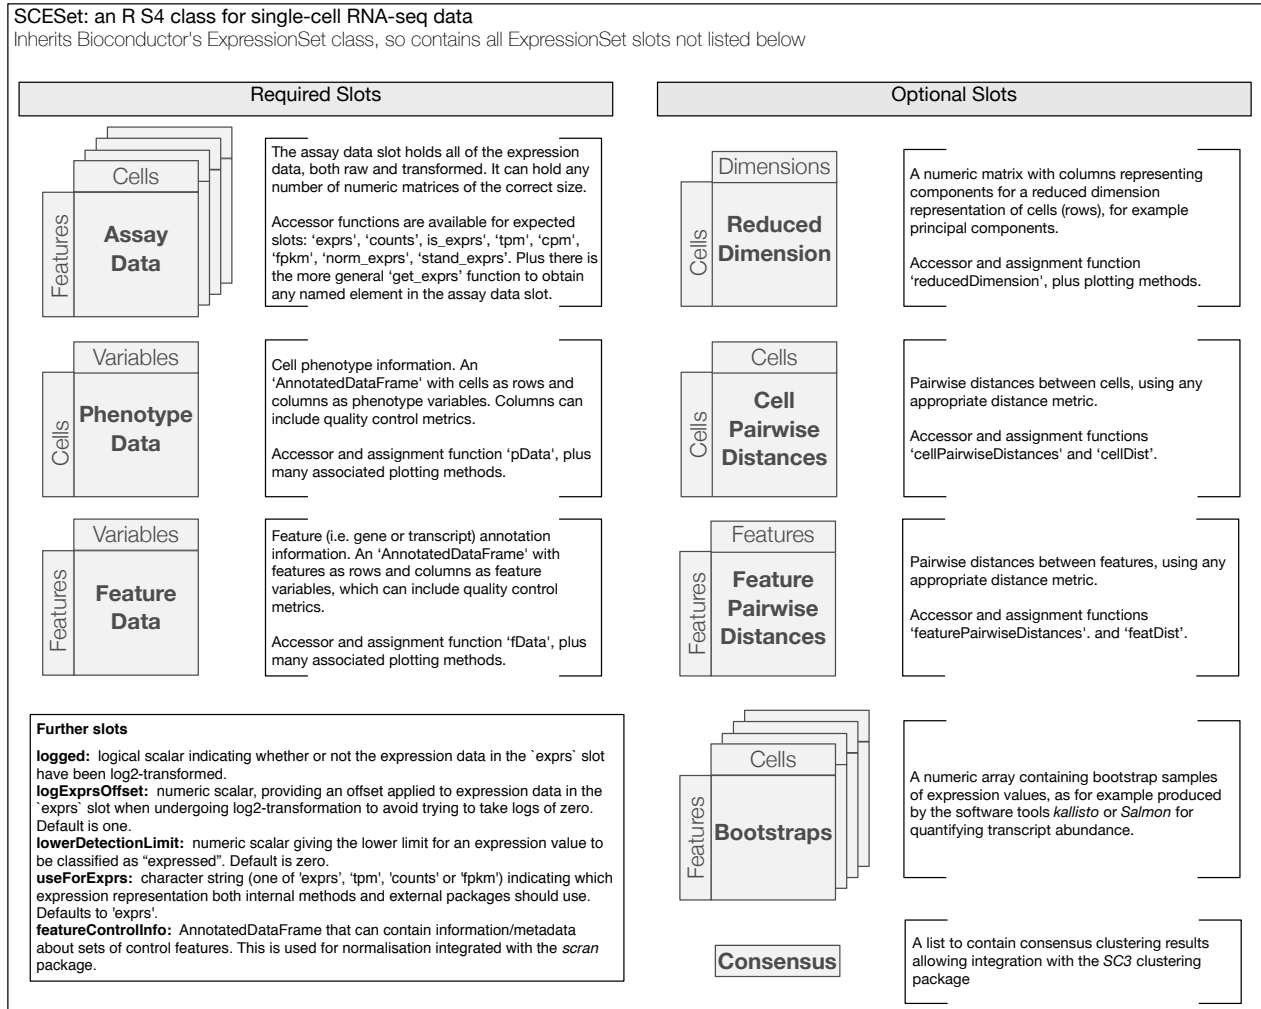 SCESet: an R S4 class for single-cell RNA-seq data
Inherits Bioconductor's ExpressionSet class, so contains all ExpressionSet slots not listed below
Required Slots
Cells
Features
Assay
Data
The assay data slot holds all of the expression
data, both raw and transformed. It can hold any
number of numeric matrices of the correct size.
Accessor functions are available for expected
slots: ‘exprs’, ‘counts’, is_exprs’, ‘tpm’, ‘cpm’,
‘fpkm’, ‘norm_exprs’, ‘stand_exprs’. Plus there is
the more general ‘get_exprs’ function to obtain
any named element in the assay data slot.
Variables
Cells
Phenotype
Data
Cell phenotype information. An
‘AnnotatedDataFrame’ with cells as rows and
columns as phenotype variables. Columns can
include quality control metrics.
Accessor and assignment function ‘pData’, plus
many associated plotting methods.
Variables
Features
Feature
Data
Feature (i.e. gene or transcript) annotation
information. An ‘AnnotatedDataFrame’ with
features as rows and columns as feature
variables, which can include quality control
metrics.
Accessor and assignment function ‘fData’, plus
many associated plotting methods.
Further slots
logged: logical scalar indicating whether or not the expression data in the `exprs` slot
have been log2-transformed.
logExprsOffset: numeric scalar, providing an offset applied to expression data in the
`exprs` slot when undergoing log2-transformation to avoid trying to take logs of zero.
Default is one.
lowerDetectionLimit: numeric scalar giving the lower limit for an expression value to
be classified as “expressed”. Default is zero.
useForExprs: character string (one of 'exprs', 'tpm', 'counts' or 'fpkm') indicating which
expression representation both internal methods and external packages should use.
Defaults to 'exprs'.
featureControlInfo: AnnotatedDataFrame that can contain information/metadata
about sets of control features. This is used for normalisation integrated with the scran
package.
Optional Slots
Dimensions
Cells
Reduced
Dimension
A numeric matrix with columns representing
components for a reduced dimension
representation of cells (rows), for example
principal components.
Accessor and assignment function
‘reducedDimension’, plus plotting methods.
Cells
Cells
Cell
Pairwise
Distances
Pairwise distances between cells, using any
appropriate distance metric.
Accessor and assignment functions
‘cellPairwiseDistances’ and ‘cellDist’.
Features
Features
Feature
Pairwise
Distances
Pairwise distances between features, using any
appropriate distance metric.
Accessor and assignment functions
‘featurePairwiseDistances’. and ‘featDist’.
Cells
Features
Bootstraps
A numeric array containing bootstrap samples
of expression values, as for example produced
by the software tools kallisto or Salmon for
quantifying transcript abundance.
Consensus
A list to contain consensus clustering results
allowing integration with the SC3 clustering
package